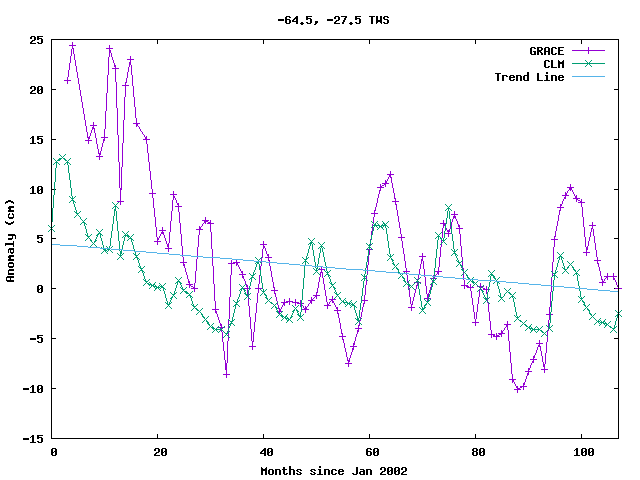 -64.5, -27.5 TWS
GRACE
CLM
Trend Line
25
20
15
10
5
0
-5
-10
-15
Anomaly (cm)
0 20 40 60 80 100
Months since Jan 2002